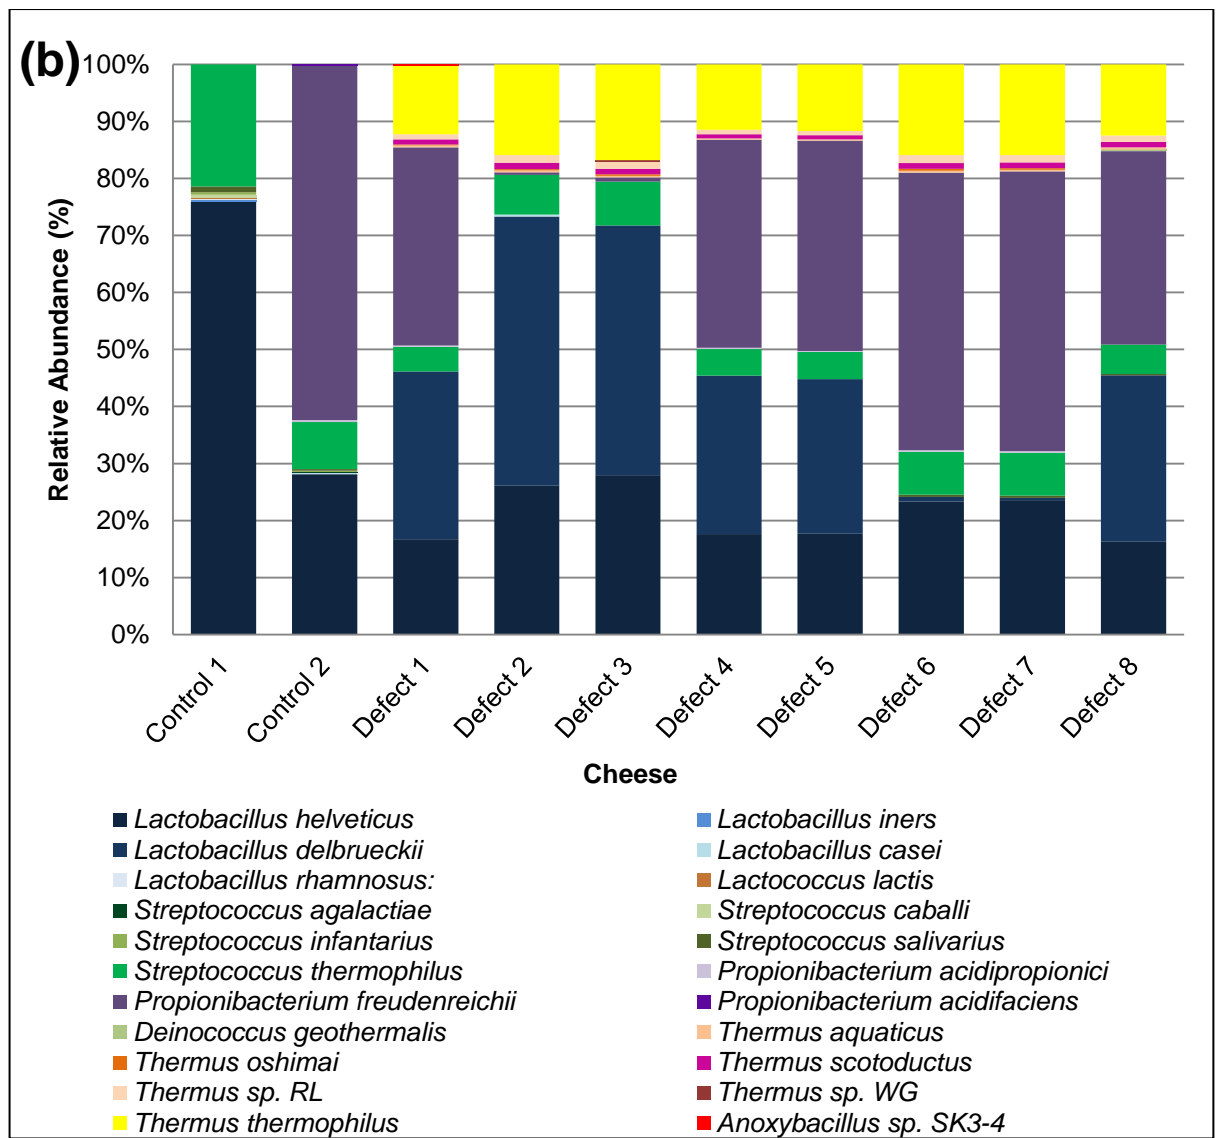 (b)
100%
90%
80%
70%
60%
50%
40%
30%
20%
10%
0%
Relative Abundance (%)
Control 1
Control 2
Defect 1
Defect 2
Defect 3
Defect 4
Defect 5
Defect 6
Defect 7
Defect 8
Cheese
Lactobacillus helveticus
Lactobacillus iners
Lactobacillus delbrueckii
Lactobacillus casei
Lactobacillus rhamnosus:
Lactococcus lactis
Streptococcus agalactiae
Streptococcus caballi
Streptococcus infantarius
Streptococcus salivarius
Streptococcus thermophilus
Propionibacterium acidipropionici
Propionibacterium freudenreichii
Propionibacterium acidifaciens
Deinococcus geothermalis
Thermus aquaticus
Thermus oshimai
Thermus scotoductus
Thermus sp. RL
Thermus sp. WG
Thermus thermophilus
Anoxybacillus sp. SK3-4